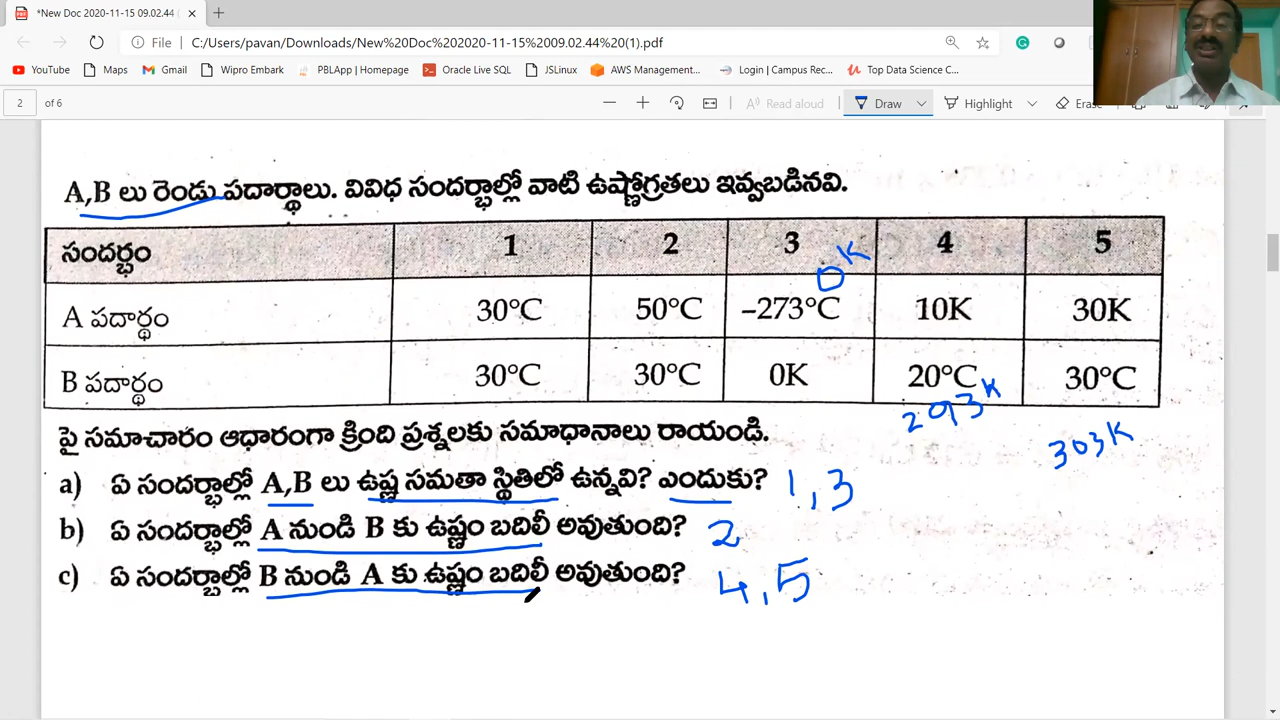 *New Doc 2020-11-15 09.02.44
File C:/Users/pavan/Downloads/New%20Doc%202020-11-15%2009.02.44%20(1).pdf
YouTube Maps Gmail Wipro Embark PBLApp | Homepage Oracle Live SQL JSLinux AWS Management... Login | Campus Rec... Top Data Science C...
2 of 6 Read aloud Draw Highlight Erase
A,B లు రెండు పదార్థాలు. వివిధ సందర్భాల్లో వాటి ఉష్ణోగ్రతలు ఇవ్వబడినవి.
సందర్భం 1 2 3 4 5
0K
A పదార్థం 30°C 50°C –273°C 10K 30K
B పదార్థం 30°C 30°C 0K 20°C 30°C
293K
పై సమాచారం ఆధారంగా క్రింది ప్రశ్నలకు సమాధానాలు రాయండి.
303K
a) ఏ సందర్భాల్లో A,B లు ఉష్ణ సమతా స్థితిలో ఉన్నవి? ఎందుకు? 1,3
b) ఏ సందర్భాల్లో A నుండి B కు ఉష్ణం బదిలీ అవుతుంది? 2
c) ఏ సందర్భాల్లో B నుండి A కు ఉష్ణం బదిలీ అవుతుంది? 4,5